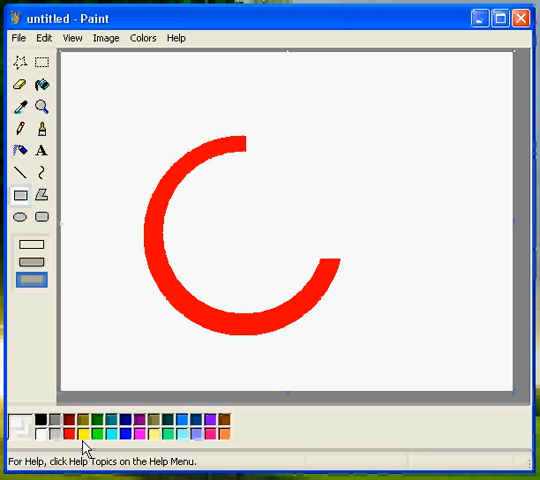 untitled - Paint
File Edit View Image Colors Help
A
For Help, click Help Topics on the Help Menu.